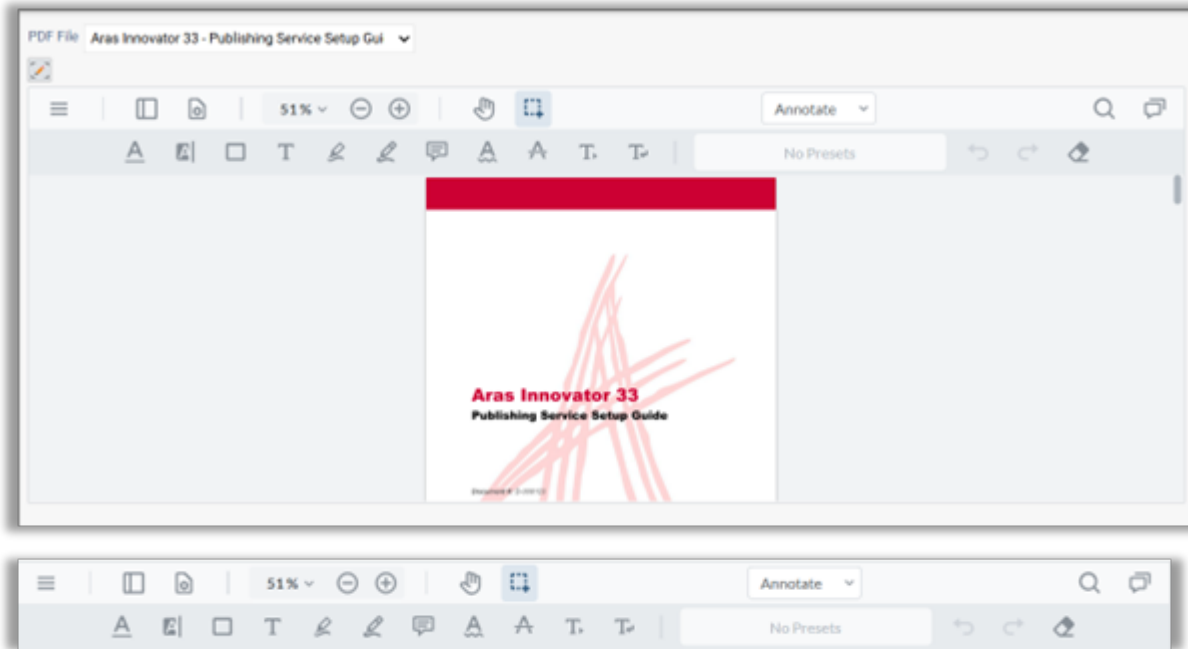 PDF File Aras Innovator 33 - Publishing Service Setup Gui
51% Annotate
No Presets
Aras Innovator 33
Publishing Service Setup Guide
Document #:
51% Annotate
No Presets